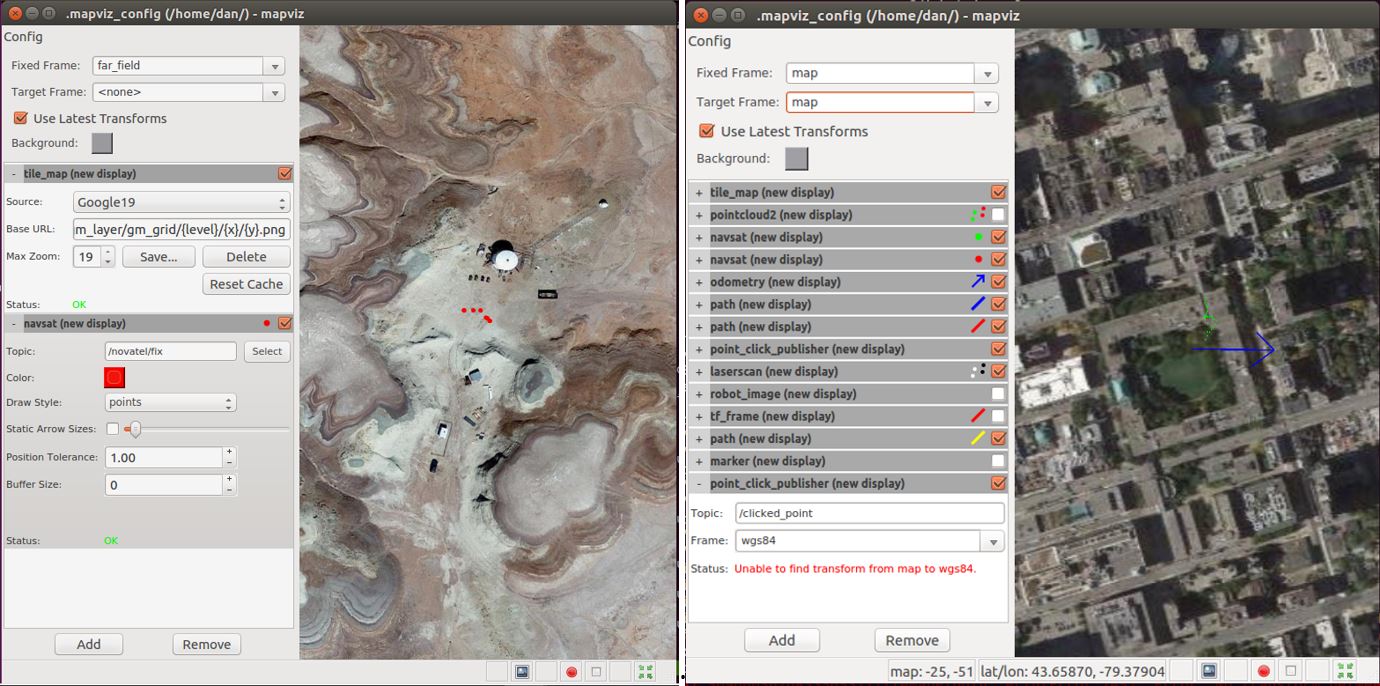 .mapviz_config (/home/dan/) - mapviz
Config
Fixed Frame: far_field
Target Frame: <none>
Use Latest Transforms
Background:
- tile_map (new display)
Source: Google19
Base URL: m_layer/gm_grid/{level}/{x}/{y}.png
Max Zoom: 19 Save... Delete
Reset Cache
Status: OK
- navsat (new display)
Topic: /novatel/fix Select
Color:
Draw Style: points
Static Arrow Sizes:
Position Tolerance: 1.00
Buffer Size: 0
Status: OK
Add Remove
.mapviz_config (/home/dan/) - mapviz
Config
Fixed Frame: map
Target Frame: map
Use Latest Transforms
Background:
+ tile_map (new display)
+ pointcloud2 (new display)
+ navsat (new display)
+ navsat (new display)
+ odometry (new display)
+ path (new display)
+ path (new display)
+ point_click_publisher (new display)
+ laserscan (new display)
+ robot_image (new display)
+ tf_frame (new display)
+ path (new display)
+ marker (new display)
- point_click_publisher (new display)
Topic: /clicked_point
Frame: wgs84
Status: Unable to find transform from map to wgs84.
Add Remove
map: -25, -51 lat/lon: 43.65870, -79.37904